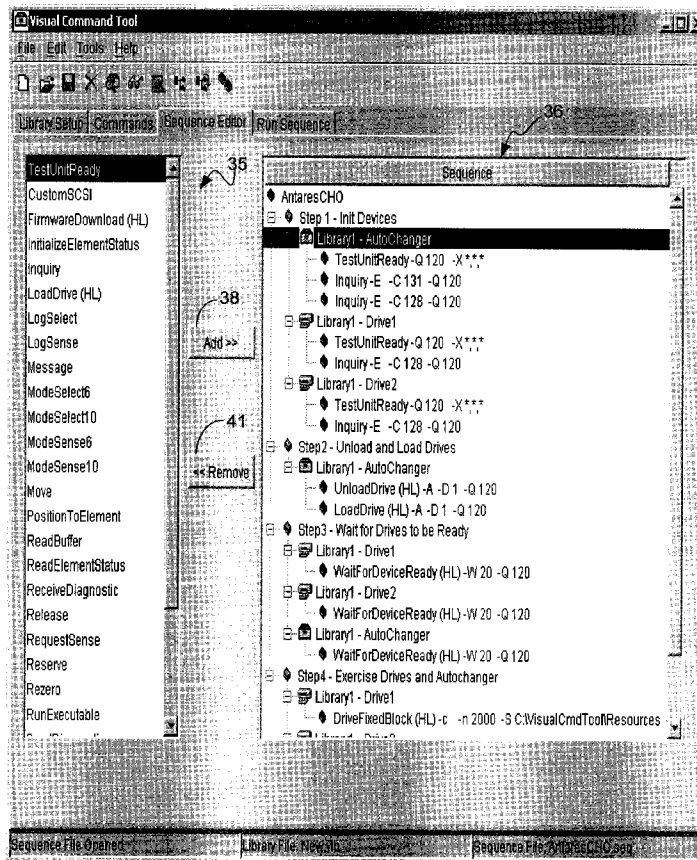 Visual Command Tool
File Edit Tools Help
Library Setup Commands Sequence Editor Run Sequence
36
35
TestUnitReady
CustomSCSI
FirmwareDownload (HL)
InitializeElementStatus
Inquiry
LoadDrive (HL)
LogSelect
LogSense
Message
ModeSelect6
ModeSelect10
ModeSense6
ModeSense10
Move
PositionToElement
ReadBuffer
ReadElementStatus
ReceiveDiagnostic
Release
RequestSense
Reserve
Rezero
RunExecutable
38
Add >>
41
<< Remove
Sequence
AntaresCHO
Step 1 - Init Devices
Library1 - AutoChanger
TestUnitReady -Q 120 -X *,*,*
Inquiry -E -C 131 -Q 120
Inquiry -E -C 128 -Q 120
Library1 - Drive1
TestUnitReady -Q 120 -X *,*,*
Inquiry -E -C 128 -Q 120
Library1 - Drive2
TestUnitReady -Q 120 -X *,*,*
Inquiry -E -C 128 -Q 120
Step2 - Unload and Load Drives
Library1 - AutoChanger
UnloadDrive (HL) -A -D 1 -Q 120
LoadDrive (HL) -A -D 1 -Q 120
Step3 - Wait for Drives to be Ready
Library1 - Drive1
WaitForDeviceReady (HL) -W 20 -Q 120
Library1 - Drive2
WaitForDeviceReady (HL) -W 20 -Q 120
Library1 - AutoChanger
WaitForDeviceReady (HL) -W 20 -Q 120
Step4 - Exercise Drives and Autochanger
Library1 - Drive1
DriveFixedBlock (HL) -c -n 2000 -S C:\VisualCmdTool\Resources
Library1 - Drive2
Sequence File Opened
Library File: New.lib
Sequence File: AntaresCHO.seq